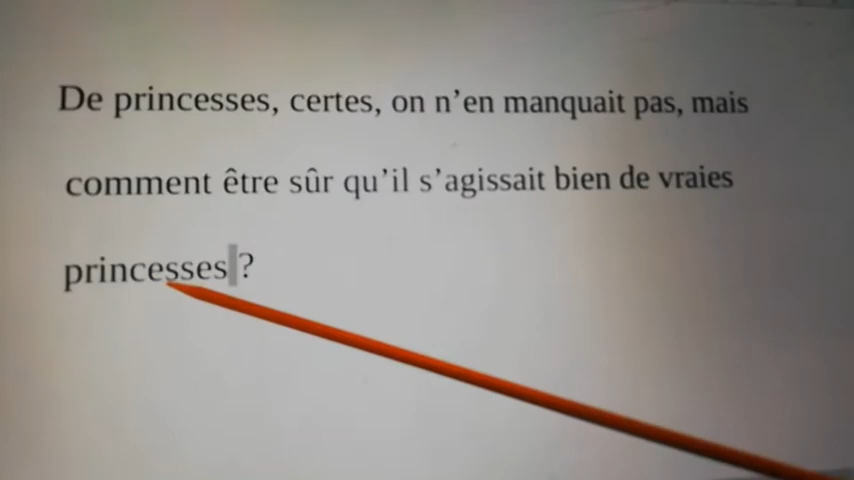 De princesses, certes, on n’en manquait pas, mais
comment être sûr qu’il s’agissait bien de vraies
princesses ?